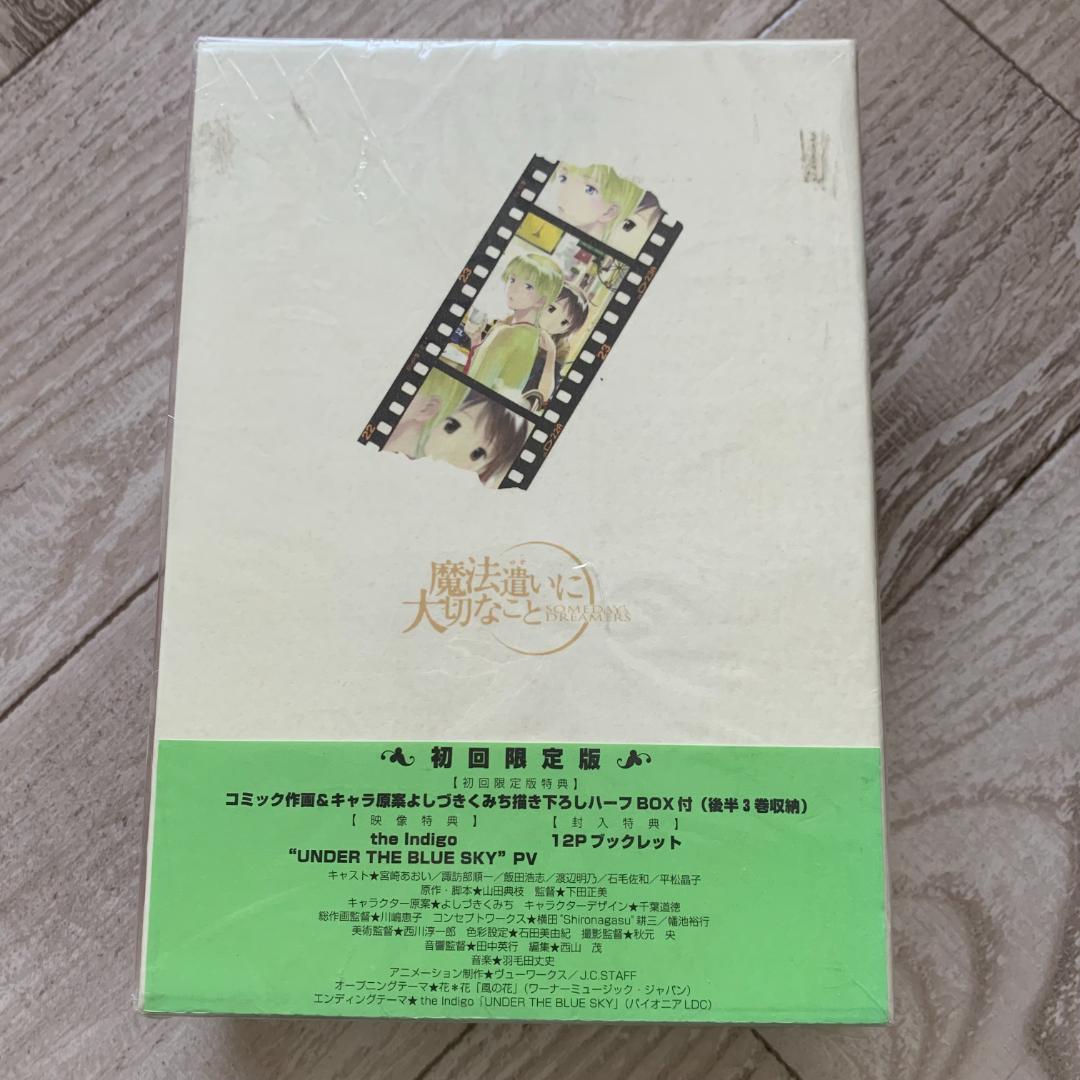 23
22
23A
23
22A
魔法遣いに
大切なこと
SOMEDAY'S
DREAMERS
初回限定版
【初回限定版特典】
コミック作画&キャラ原案よしづきくみち描き下ろしハーフBOX付(後半3巻収納)
【映像特典】 【封入特典】
the Indigo 12Pブックレット
“UNDER THE BLUE SKY” PV
キャスト★宮﨑あおい/諏訪部順一/飯田浩志/渡辺明乃/石毛佐和/平松晶子
原作・脚本★山田典枝 監督★下田正美
キャラクター原案★よしづきくみち キャラクターデザイン★千葉道徳
総作画監督★川嶋恵子 コンセプトワークス★横田"Shironagasu"耕三/幡池裕行
美術監督★西川淳一郎 色彩設定★石田美由紀 撮影監督★秋元 央
音響監督★田中英行 編集★西山 茂
音楽★羽毛田丈史
アニメーション制作★ヴューワークス/J.C.STAFF
オープニングテーマ★花*花「風の花」(ワーナーミュージック・ジャパン)
エンディングテーマ★the Indigo「UNDER THE BLUE SKY」(パイオニアLDC)